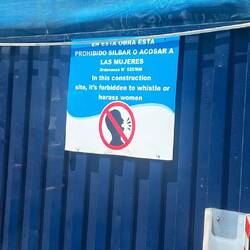 EN ESTA OBRA ESTÁ
PROHIBIDO SILBAR O ACOSAR A
LAS MUJERES
In this construction
site, it's forbidden to whistle or
harass women